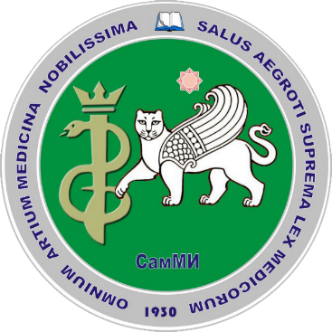 OMNIUM ARTIUM MEDICINA NOBILISSIMA
SALUS AEGROTI SUPREMA LEX MEDICORUM
СамМИ
1930